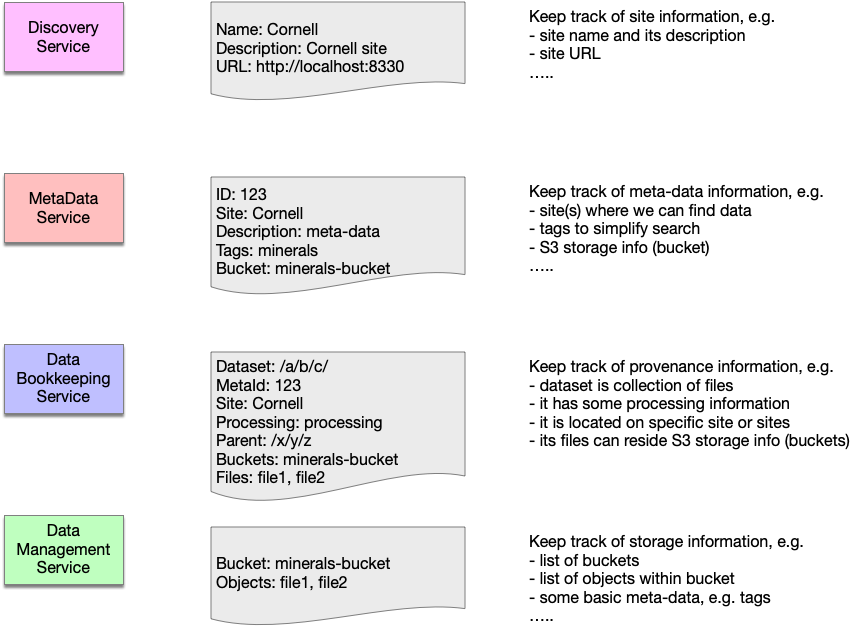 Discovery
Service
Name: Cornell
Description: Cornell site
URL: http://localhost:8330
Keep track of site information, e.g.
- site name and its description
- site URL
.....
MetaData
Service
ID: 123
Site: Cornell
Description: meta-data
Tags: minerals
Bucket: minerals-bucket
Keep track of meta-data information, e.g.
- site(s) where we can find data
- tags to simplify search
- S3 storage info (bucket)
.....
Data
Bookkeeping
Service
Dataset: /a/b/c/
MetaId: 123
Site: Cornell
Processing: processing
Parent: /x/y/z
Buckets: minerals-bucket
Files: file1, file2
Keep track of provenance information, e.g.
- dataset is collection of files
- it has some processing information
- it is located on specific site or sites
- its files can reside S3 storage info (buckets)
Data
Management
Service
Bucket: minerals-bucket
Objects: file1, file2
Keep track of storage information, e.g.
- list of buckets
- list of objects within bucket
- some basic meta-data, e.g. tags
.....